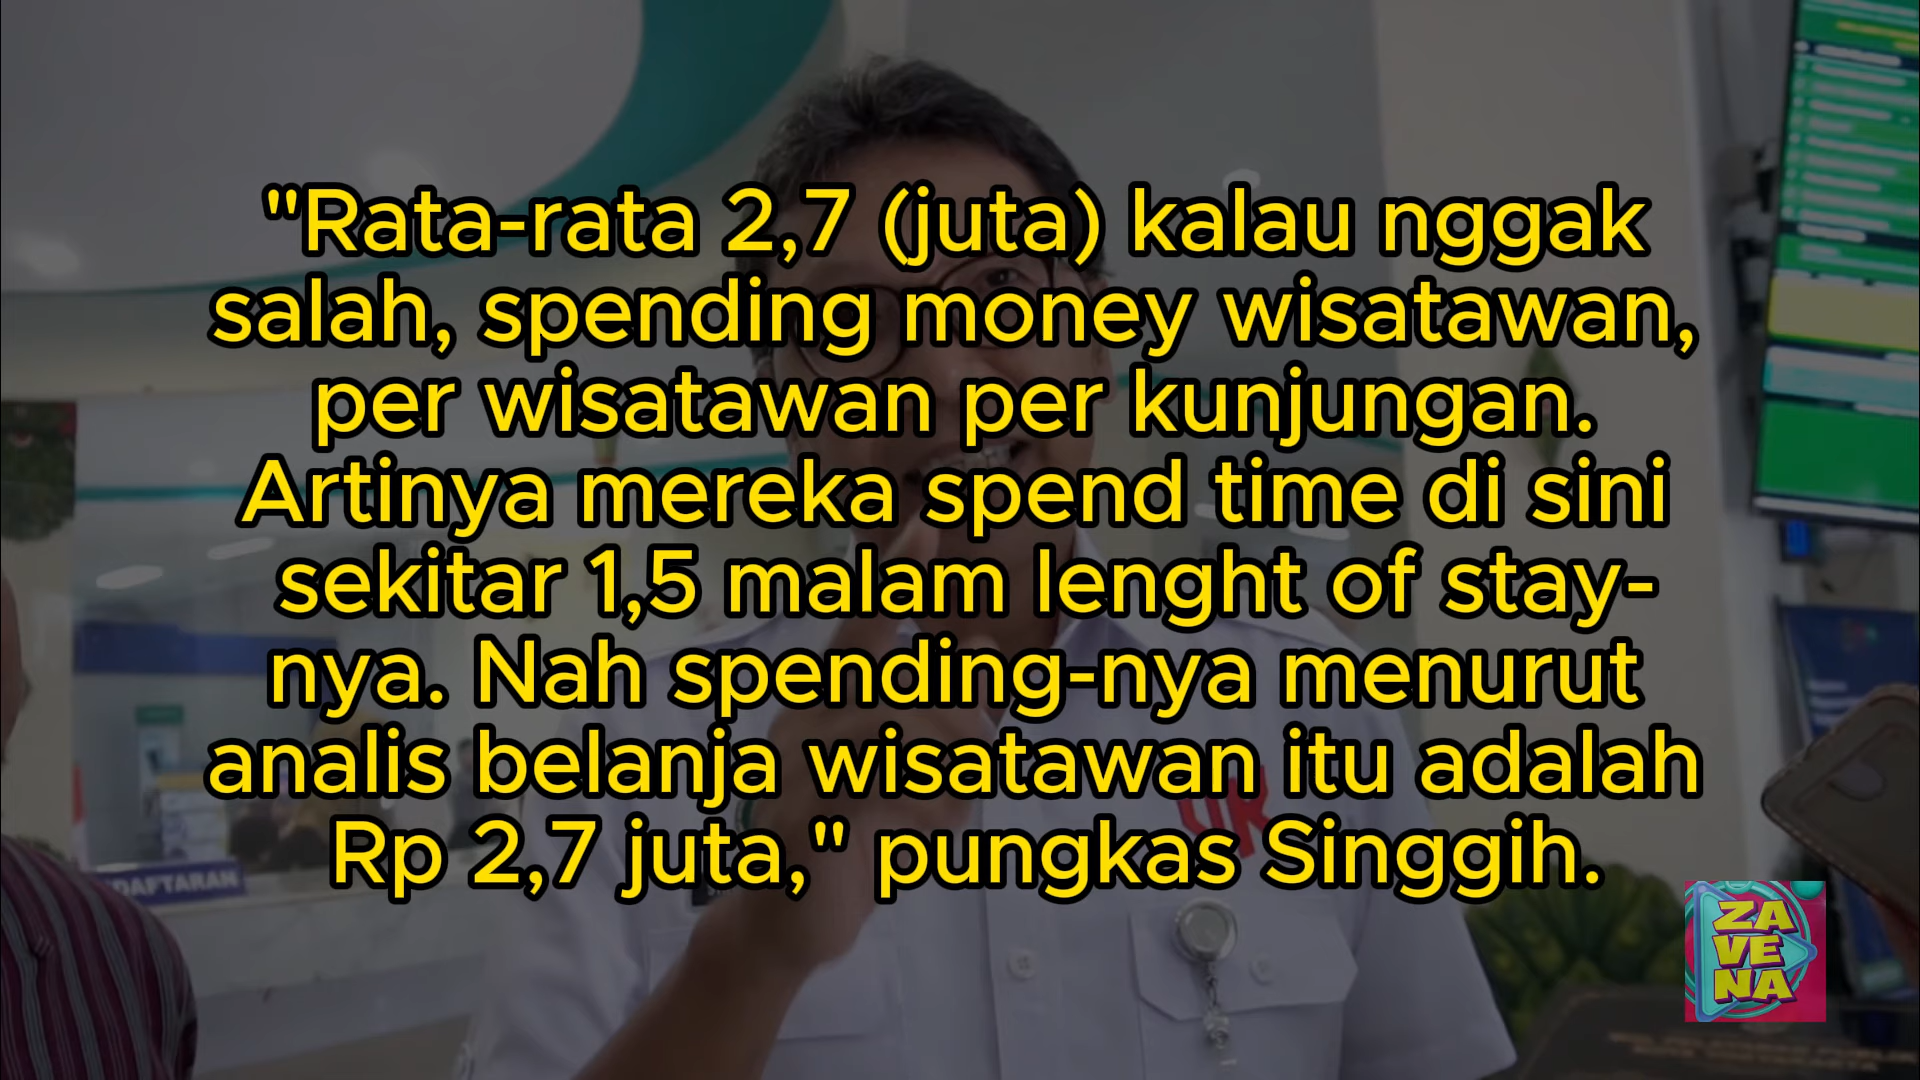 "Rata-rata 2,7 (juta) kalau nggak
salah, spending money wisatawan,
per wisatawan per kunjungan.
Artinya mereka spend time di sini
sekitar 1,5 malam lenght of stay-
nya. Nah spending-nya menurut
analis belanja wisatawan itu adalah
Rp 2,7 juta," pungkas Singgih.
DAFTARAN
ZA
VE
NA